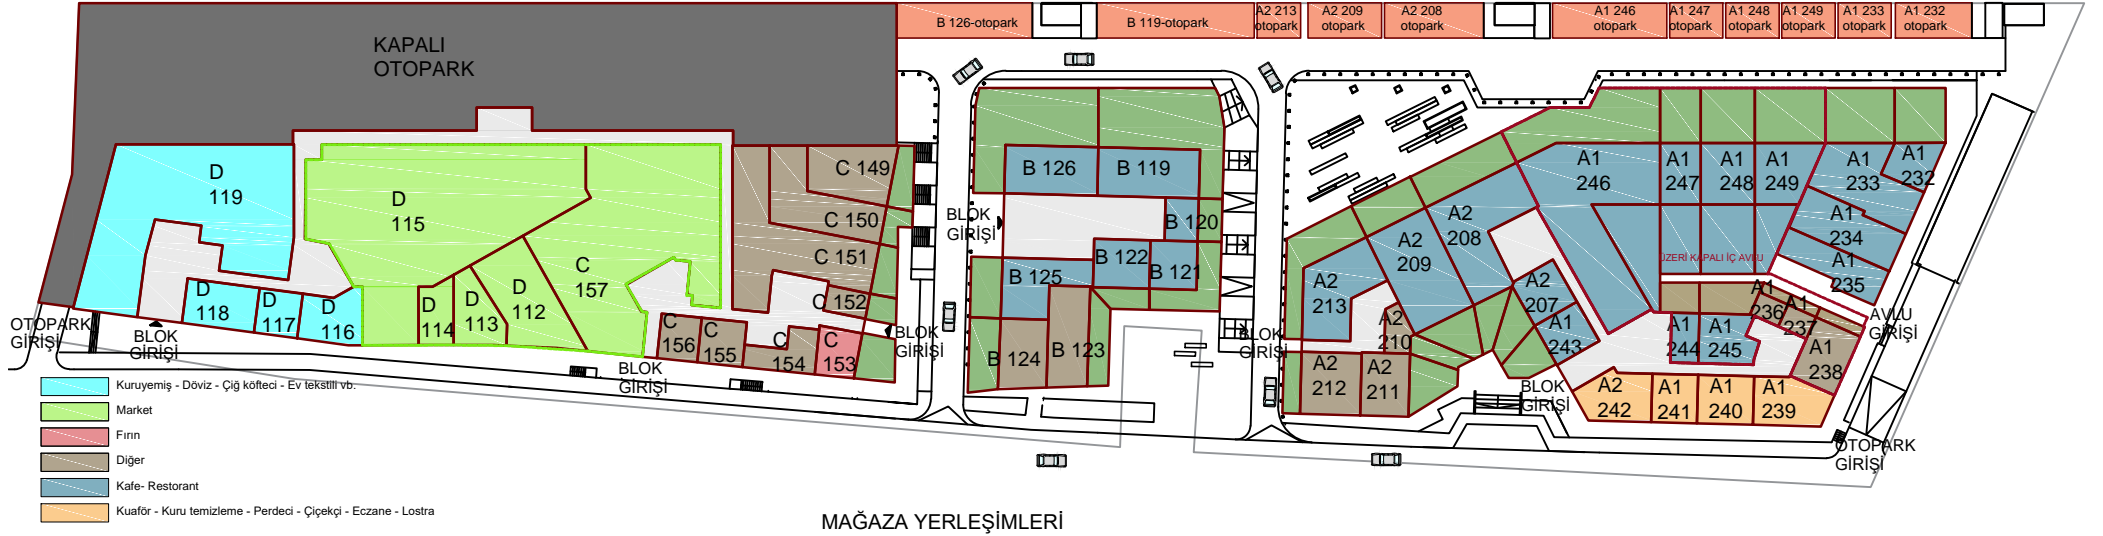 KAPALI
OTOPARK
B 126-otopark
B 119-otopark
A2 213
otopark
A2 209
otopark
A2 208
otopark
A1 246
otopark
A1 247
otopark
A1 248
otopark
A1 249
otopark
A1 233
otopark
A1 232
otopark
D
119
D
115
D
118
D
117
D
116
D
114
D
113
D
112
C
157
C 149
C 150
C 151
C 152
C
153
C
154
C
155
C
156
B 126
B 119
B 120
B 122
B 121
B 125
B 124
B 123
A2
213
A2
209
A2
208
A2
207
A2
210
A2
212
A2
211
A1
243
A1
246
A1
247
A1
248
A1
249
A1
233
A1
232
A1
234
A1
235
ÜZERİ KAPALI İÇ AVLU
A1
236
A1
237
A1
238
A1
244
A1
245
A2
242
A1
241
A1
240
A1
239
OTOPARK
GİRİŞİ
BLOK
GİRİŞİ
BLOK
GİRİŞİ
BLOK
GİRİŞİ
BLOK
GİRİŞİ
BLOK
GİRİŞİ
BLOK
GİRİŞİ
AVLU
GİRİŞİ
OTOPARK
GİRİŞİ
Kuruyemiş - Döviz - Çiğ köfteci - Ev tekstili vb.
Market
Fırın
Diğer
Kafe- Restorant
Kuaför - Kuru temizleme - Perdeci - Çiçekçi - Eczane - Lostra
MAĞAZA YERLEŞİMLERİ